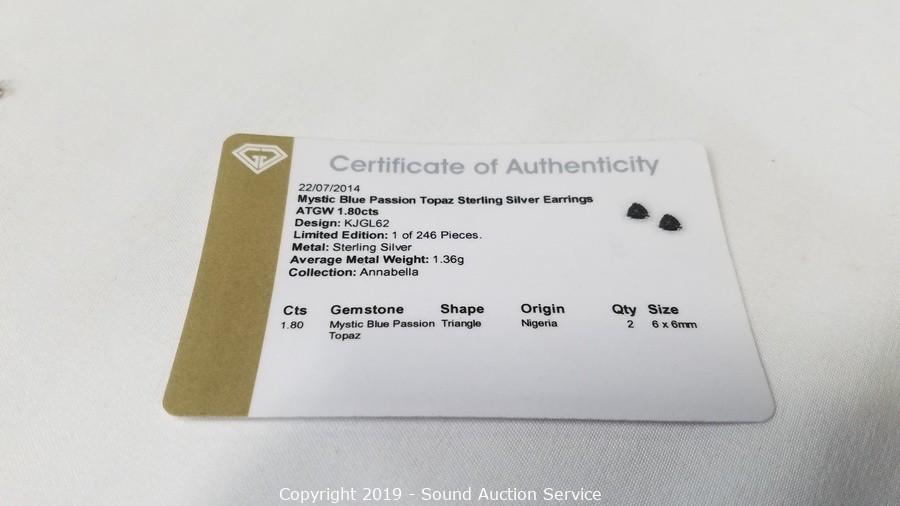 Certificate of Authenticity
22/07/2014
Mystic Blue Passion Topaz Sterling Silver Earrings
ATGW 1.80cts
Design: KJGL62
Limited Edition: 1 of 246 Pieces.
Metal: Sterling Silver
Average Metal Weight: 1.36g
Collection: Annabella
Cts Gemstone Shape Origin Qty Size
1.80 Mystic Blue Passion Triangle Nigeria 2 6 x 6mm
Topaz
Copyright 2019 - Sound Auction Service